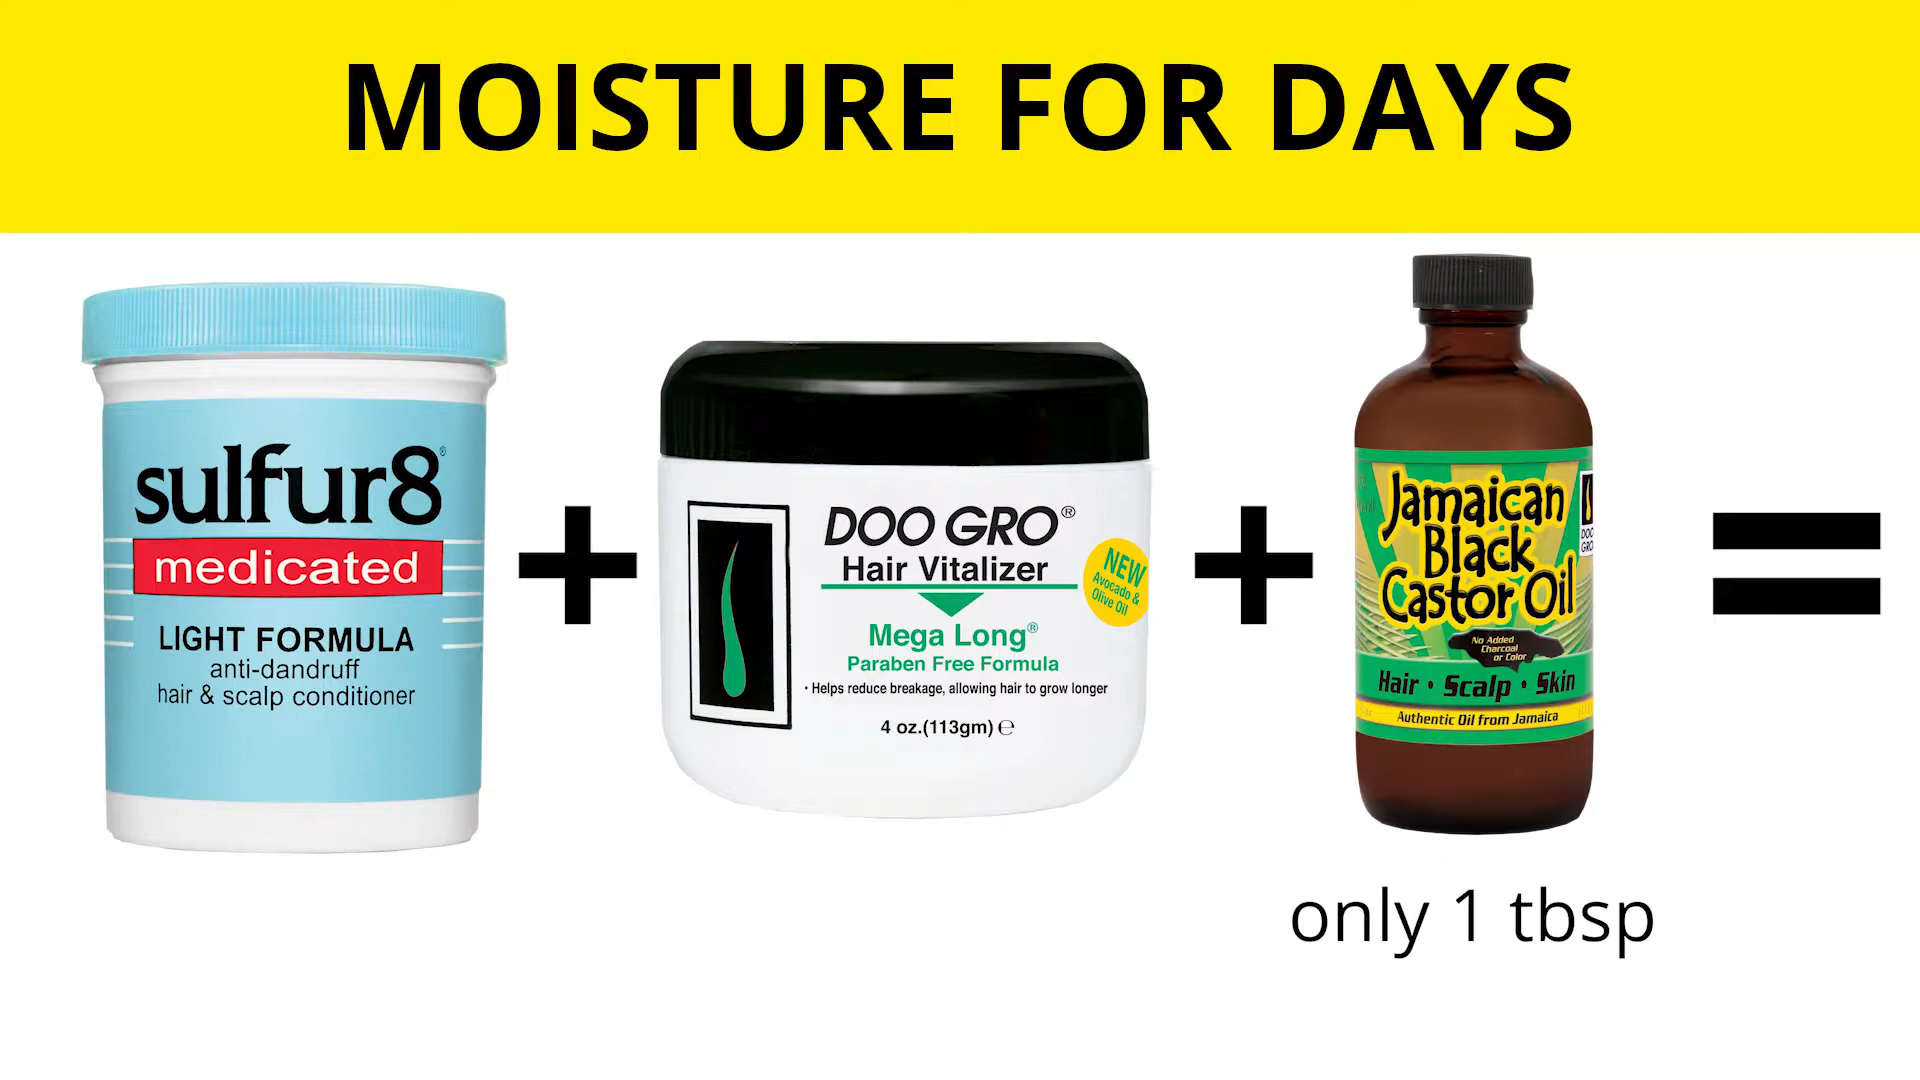 MOISTURE FOR DAYS
sulfur8®
medicated
LIGHT FORMULA
anti-dandruff
hair & scalp conditioner
+
DOO GRO®
Hair Vitalizer
Mega Long®
Paraben Free Formula
• Helps reduce breakage, allowing hair to grow longer
4 oz.(113gm) ℮
NEW
Avocado &
Olive Oil
+
Jamaican
Black
Castor Oil
DOO
GRO
No Added
Charcoal
or Color
Hair • Scalp • Skin
Authentic Oil from Jamaica
=
only 1 tbsp